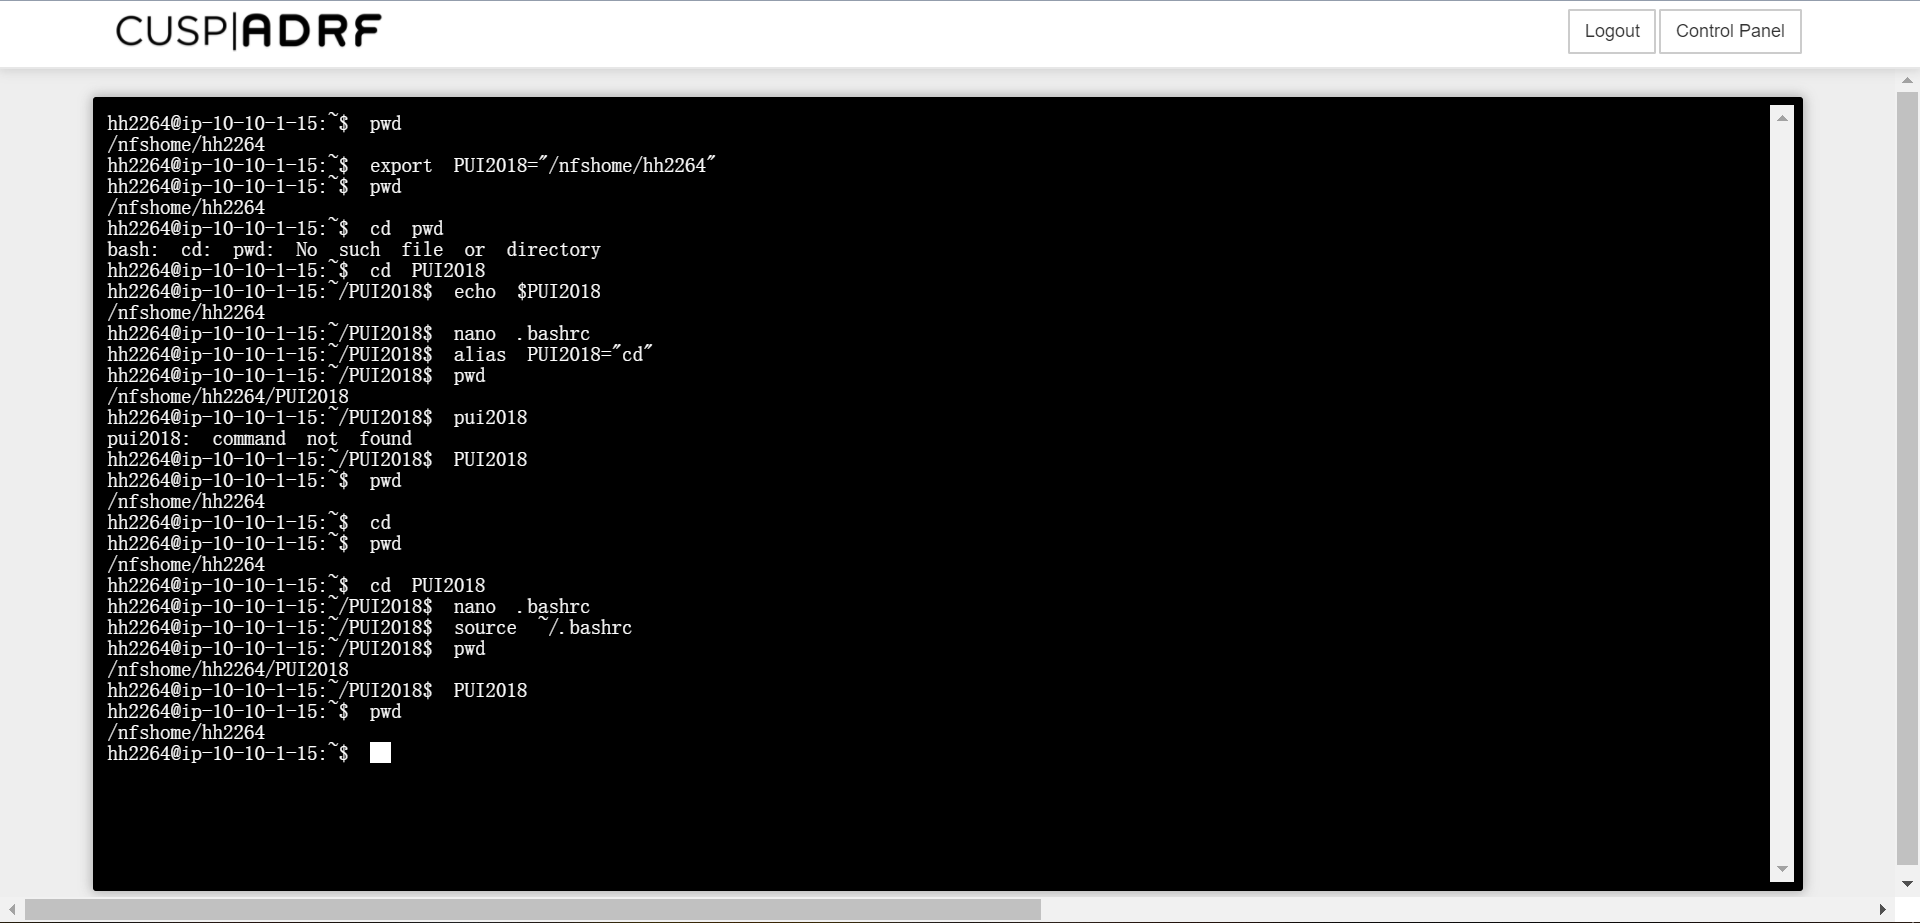 CUSP|ADRF
Logout
Control Panel
hh2264@ip-10-10-1-15:~$ pwd
/nfshome/hh2264
hh2264@ip-10-10-1-15:~$ export PUI2018="/nfshome/hh2264"
hh2264@ip-10-10-1-15:~$ pwd
/nfshome/hh2264
hh2264@ip-10-10-1-15:~$ cd pwd
bash: cd: pwd: No such file or directory
hh2264@ip-10-10-1-15:~$ cd PUI2018
hh2264@ip-10-10-1-15:~/PUI2018$ echo $PUI2018
/nfshome/hh2264
hh2264@ip-10-10-1-15:~/PUI2018$ nano .bashrc
hh2264@ip-10-10-1-15:~/PUI2018$ alias PUI2018="cd"
hh2264@ip-10-10-1-15:~/PUI2018$ pwd
/nfshome/hh2264/PUI2018
hh2264@ip-10-10-1-15:~/PUI2018$ pui2018
pui2018: command not found
hh2264@ip-10-10-1-15:~/PUI2018$ PUI2018
hh2264@ip-10-10-1-15:~$ pwd
/nfshome/hh2264
hh2264@ip-10-10-1-15:~$ cd
hh2264@ip-10-10-1-15:~$ pwd
/nfshome/hh2264
hh2264@ip-10-10-1-15:~$ cd PUI2018
hh2264@ip-10-10-1-15:~/PUI2018$ nano .bashrc
hh2264@ip-10-10-1-15:~/PUI2018$ source ~/.bashrc
hh2264@ip-10-10-1-15:~/PUI2018$ pwd
/nfshome/hh2264/PUI2018
hh2264@ip-10-10-1-15:~/PUI2018$ PUI2018
hh2264@ip-10-10-1-15:~$ pwd
/nfshome/hh2264
hh2264@ip-10-10-1-15:~$